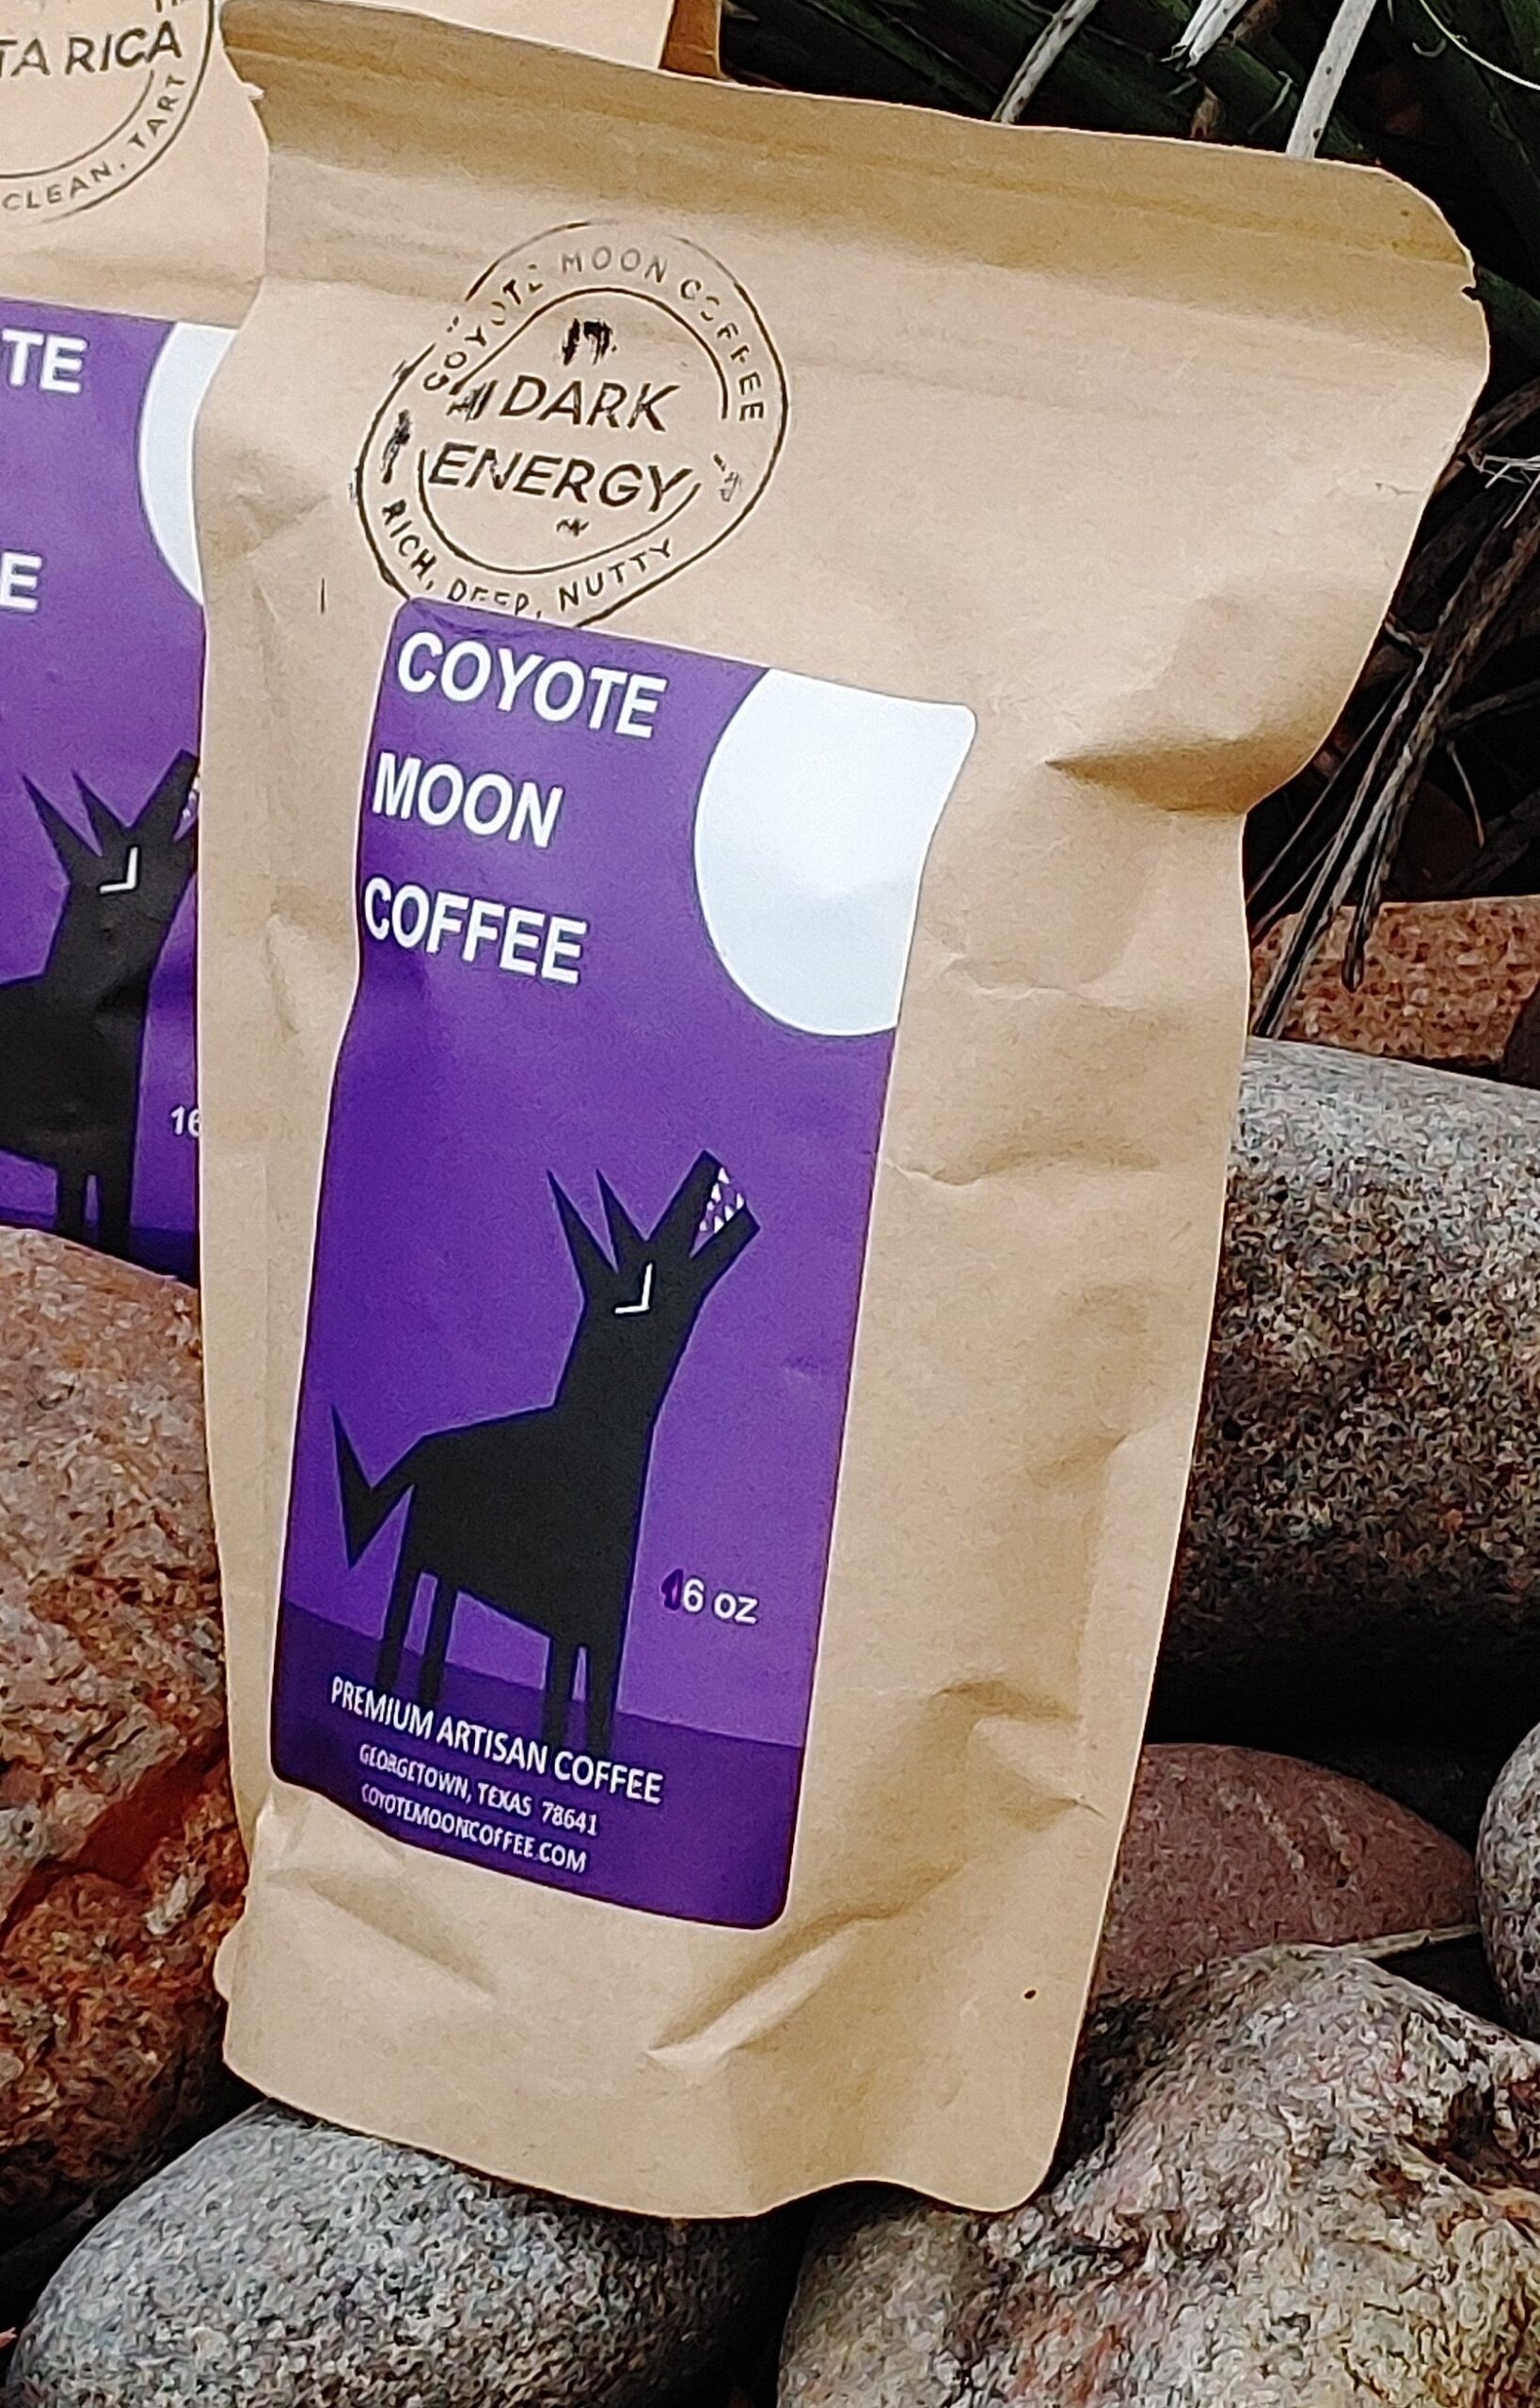 TA RICA
CLEAN. TART
TE
E
16
COYOTE MOON COFFEE
DARK
ENERGY
RICH, DEEP, NUTTY
COYOTE
MOON
COFFEE
16 oz
PREMIUM ARTISAN COFFEE
GEORGETOWN, TEXAS 78641
COYOTEMOONCOFFEE.COM